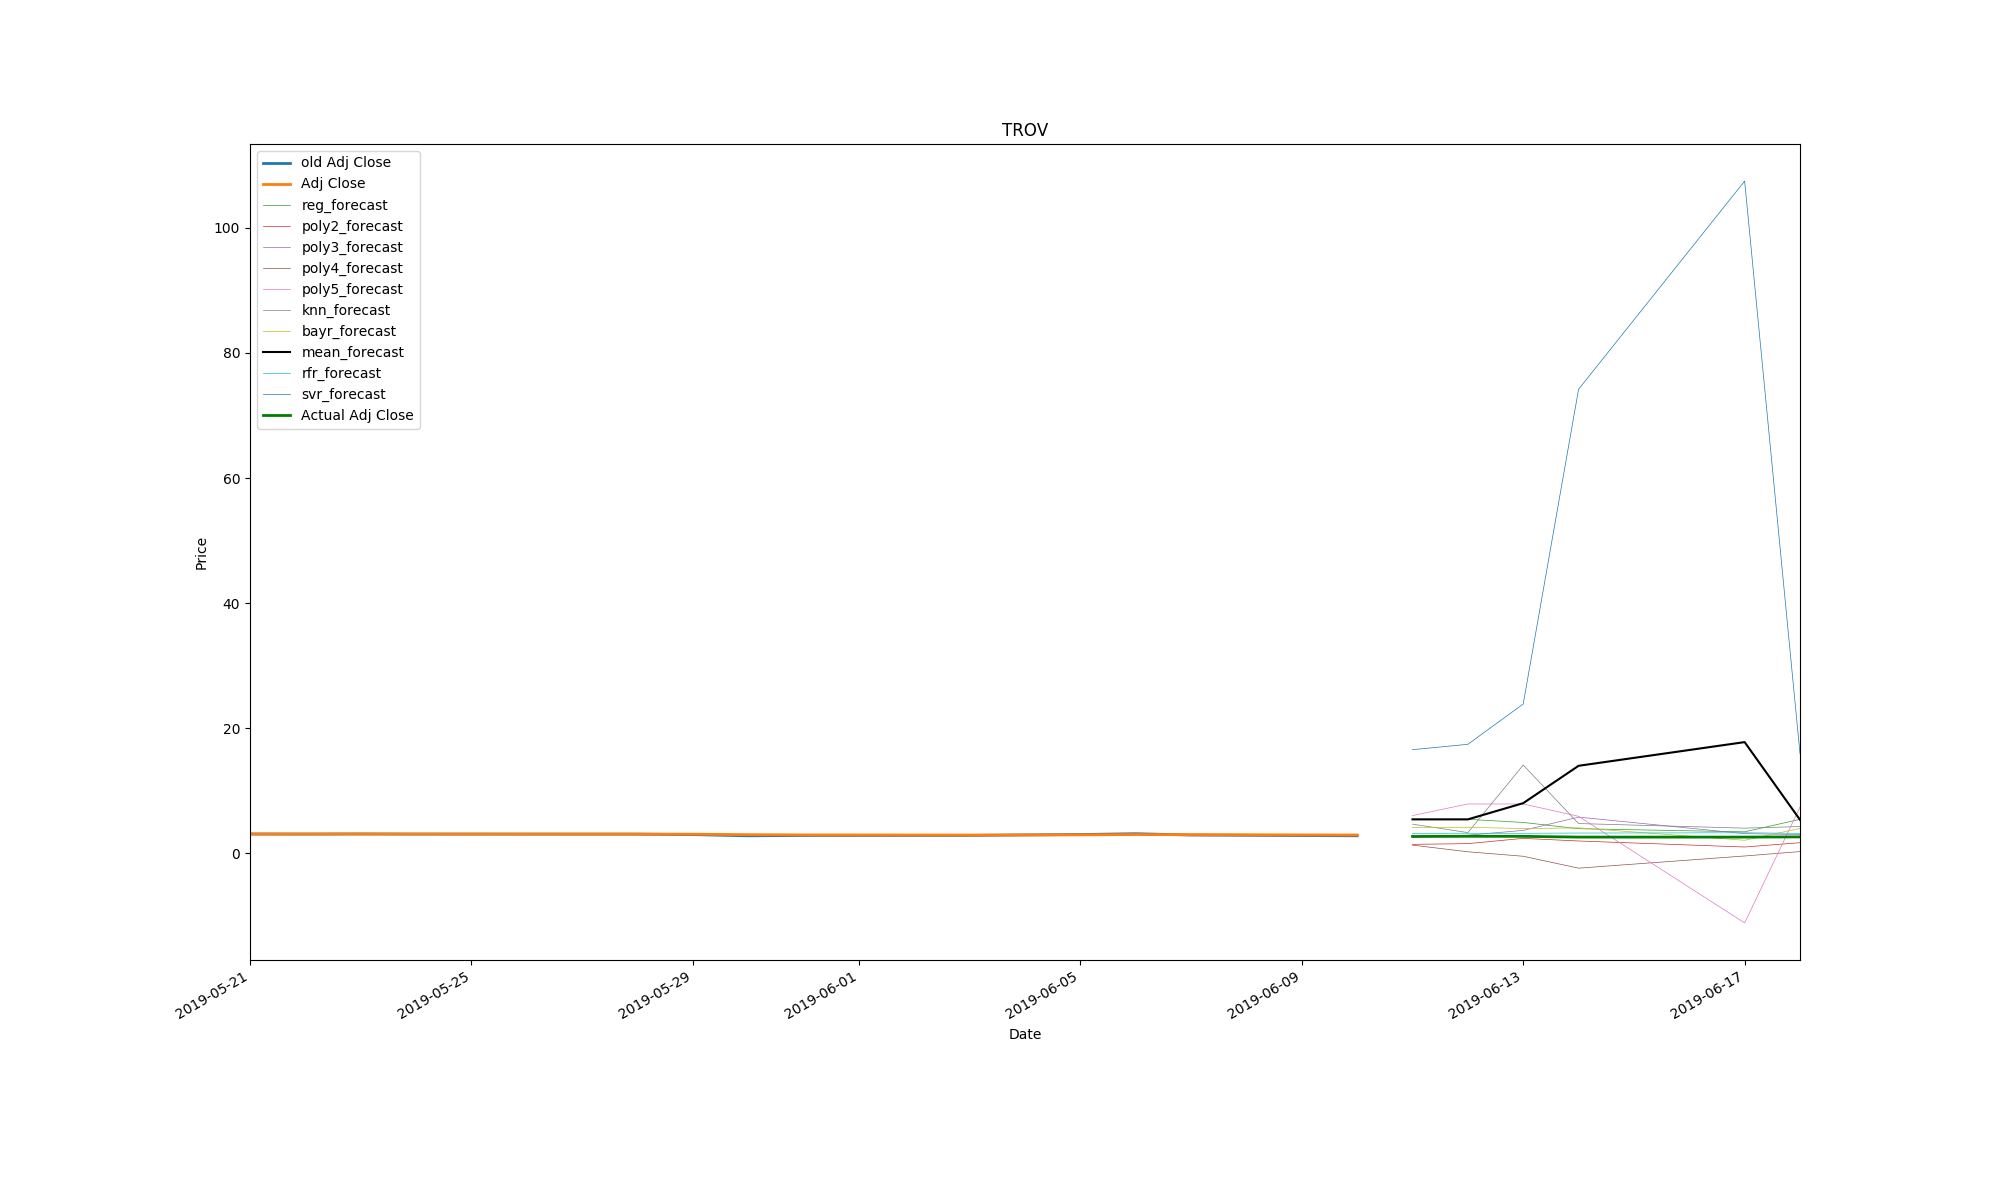 TROV
old Adj Close
Adj Close
reg_forecast
poly2_forecast
poly3_forecast
poly4_forecast
poly5_forecast
knn_forecast
bayr_forecast
mean_forecast
rfr_forecast
svr_forecast
Actual Adj Close
100
80
60
40
20
0
Price
2019-05-21
2019-05-25
2019-05-29
2019-06-01
2019-06-05
2019-06-09
2019-06-13
2019-06-17
Date